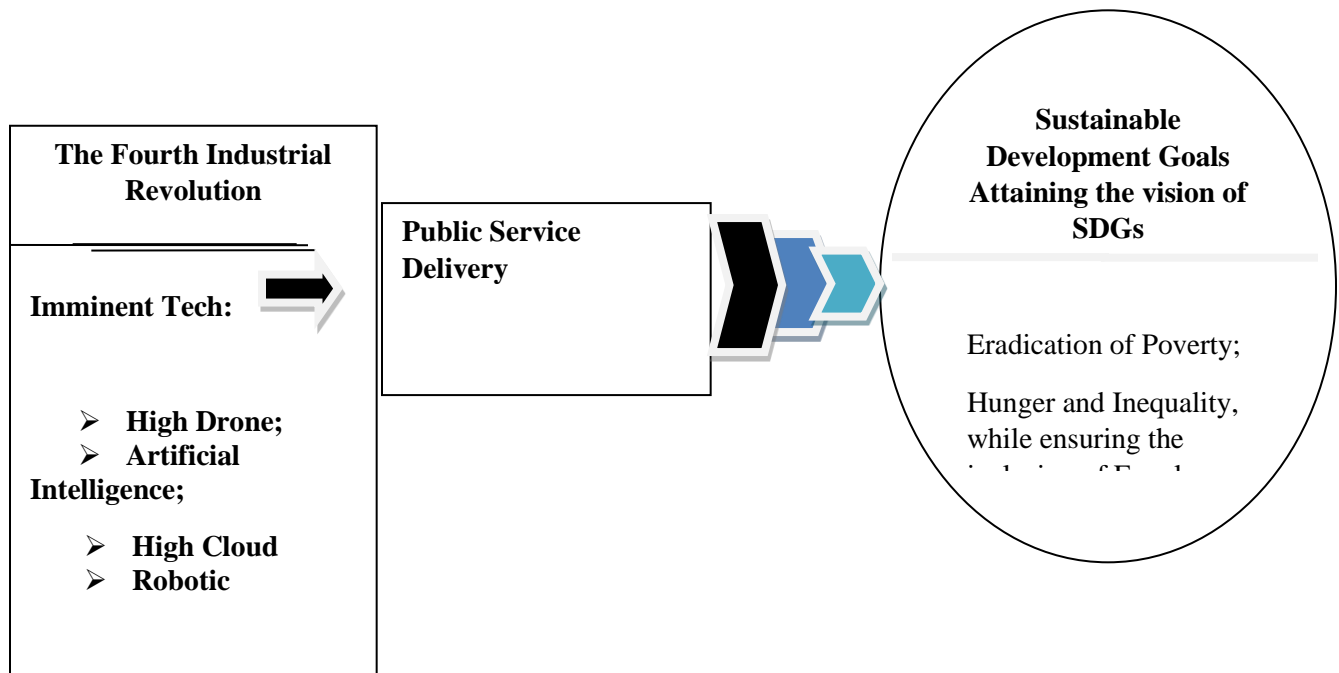 The Fourth Industrial
Revolution
Imminent Tech:
➢ High Drone;
➢ Artificial
Intelligence;
➢ High Cloud
➢ Robotic
Public Service
Delivery
Sustainable
Development Goals
Attaining the vision of
SDGs
Eradication of Poverty;
Hunger and Inequality,
while ensuring the